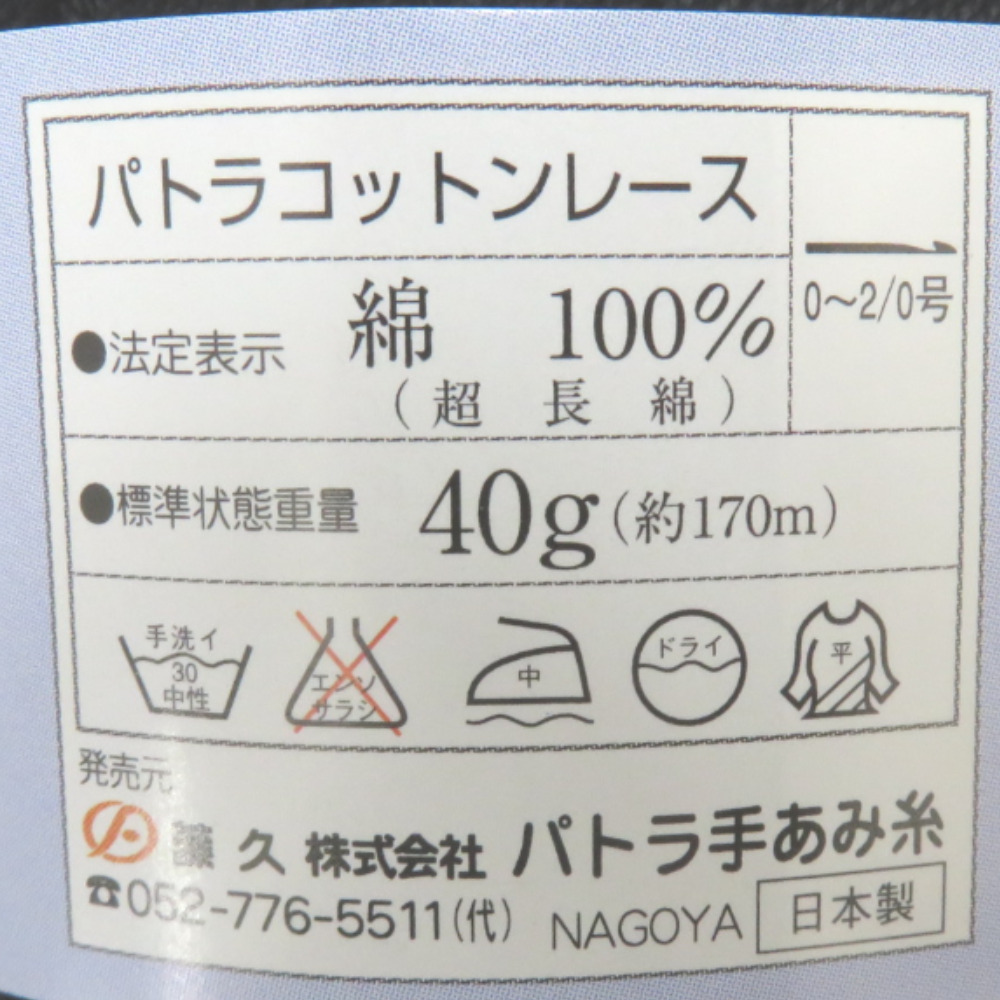 パトラコットンレース
0〜2/0号
●法定表示 綿 100%
(超長綿)
●標準状態重量 40g(約170m)
手洗イ
30
中性
エンソ
サラシ
中
ドライ
平
発売元
藤久株式会社 パトラ手あみ糸
☎052-776-5511(代) NAGOYA 日本製